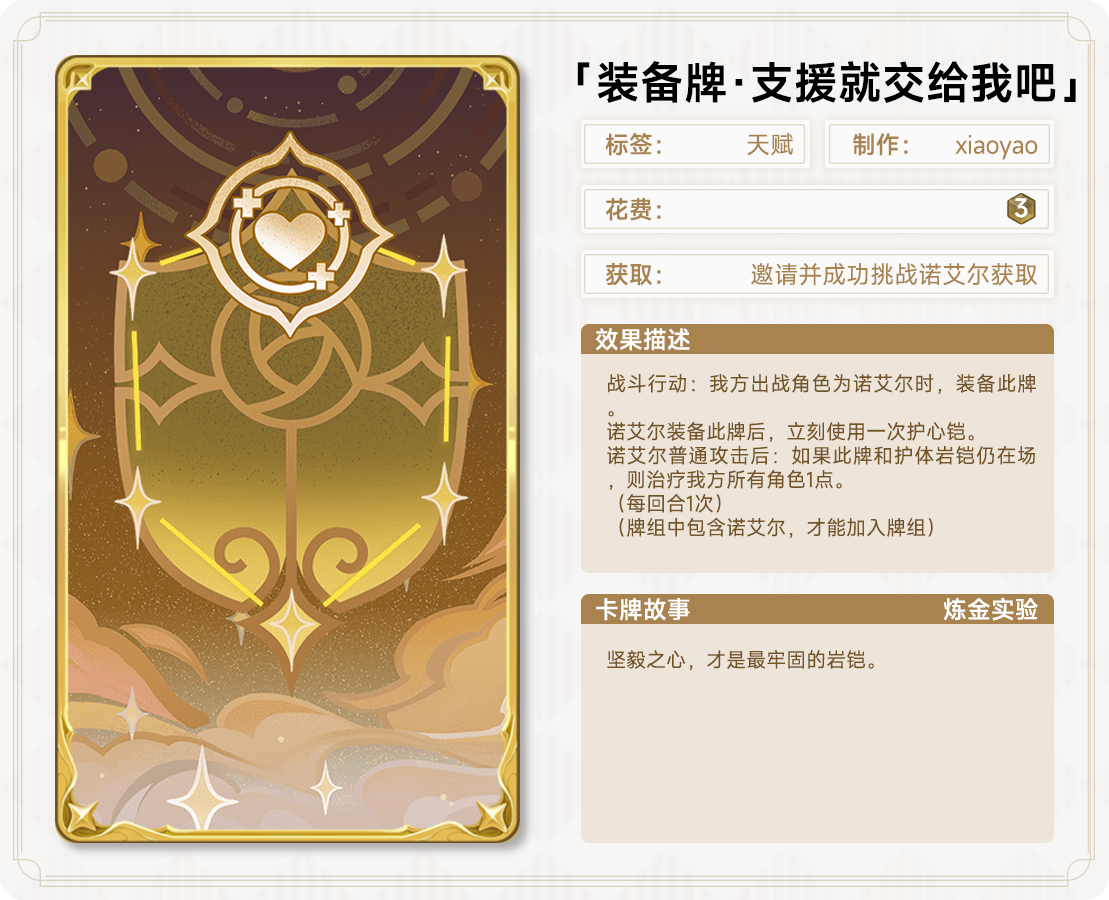 「装备牌·支援就交给我吧」
标签： 天赋
制作： xiaoyao
花费： 3
获取： 邀请并成功挑战诺艾尔获取
效果描述
战斗行动：我方出战角色为诺艾尔时，装备此牌
。
诺艾尔装备此牌后，立刻使用一次护心铠。
诺艾尔普通攻击后：如果此牌和护体岩铠仍在场
，则治疗我方所有角色1点。
（每回合1次）
（牌组中包含诺艾尔，才能加入牌组）
卡牌故事 炼金实验
坚毅之心，才是最牢固的岩铠。